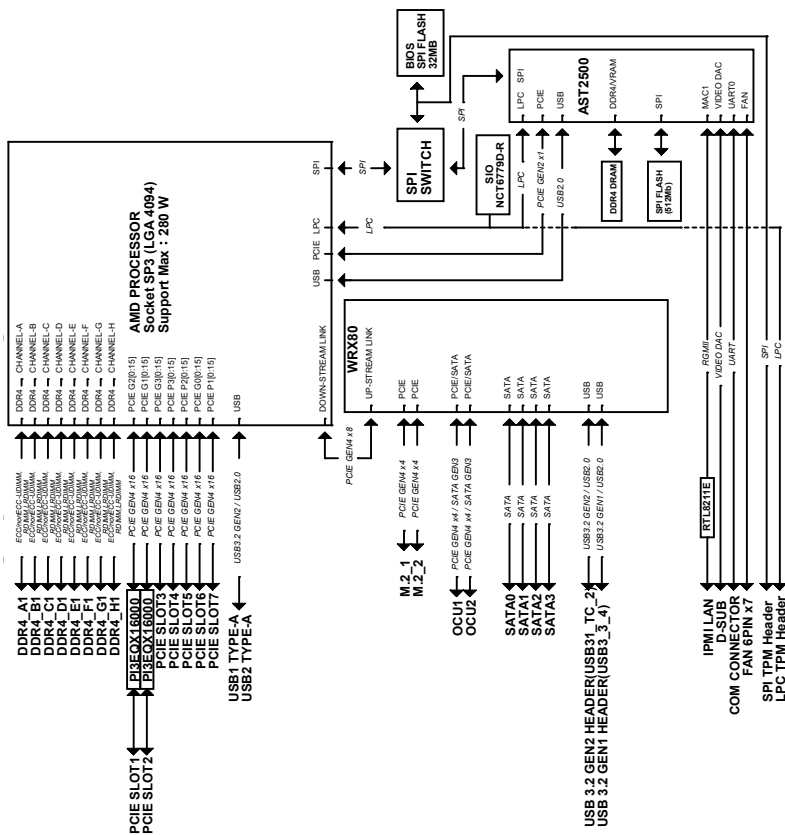 BIOS
SPI FLASH
32MB
SPI
SWITCH
SPI
SPI
SPI
AST2500
LPC SPI
PCIE
USB
DDR4/VRAM
SPI
MAC1
VIDEO DAC
UART0
FAN
SIO
NCT6779D-R
LPC
PCIE GEN2 x1
USB2.0
DDR4 DRAM
SPI FLASH
(512Mb)
LPC
AMD PROCESSOR
Socket SP3 (LGA 4094)
Support Max : 280 W
LPC
PCIE
USB
DDR4 CHANNEL-A
DDR4 CHANNEL-B
DDR4 CHANNEL-C
DDR4 CHANNEL-D
DDR4 CHANNEL-E
DDR4 CHANNEL-F
DDR4 CHANNEL-G
DDR4 CHANNEL-H
PCIE G2[0:15]
PCIE G1[0:15]
PCIE G3[0:15]
PCIE P3[0:15]
PCIE P2[0:15]
PCIE G0[0:15]
PCIE P1[0:15]
USB
DOWN-STREAM LINK
PCIE GEN4 x8
WRX80
UP-STREAM LINK
PCIE
PCIE
PCIE/SATA
PCIE/SATA
SATA
SATA
SATA
SATA
USB
USB
DDR4_A1
DDR4_B1
DDR4_C1
DDR4_D1
DDR4_E1
DDR4_F1
DDR4_G1
DDR4_H1
PI3EQX16000
PI3EQX16000
PCIE SLOT1
PCIE SLOT2
PCIE SLOT3
PCIE SLOT4
PCIE SLOT5
PCIE SLOT6
PCIE SLOT7
PCIE GEN4 x16
PCIE GEN4 x16
PCIE GEN4 x16
PCIE GEN4 x16
PCIE GEN4 x16
PCIE GEN4 x16
PCIE GEN4 x16
USB1 TYPE-A
USB2 TYPE-A
USB3.2 GEN2 / USB2.0
M.2_1
M.2_2
PCIE GEN4 x4
PCIE GEN4 x4
OCU1
OCU2
PCIE GEN4 x4 / SATA GEN3
PCIE GEN4 x4 / SATA GEN3
SATA0
SATA1
SATA2
SATA3
SATA
SATA
SATA
SATA
USB 3.2 GEN2 HEADER(USB31_TC_2)
USB 3.2 GEN1 HEADER(USB3_3_4)
USB3.2 GEN2 / USB2.0
USB3.2 GEN1 / USB2.0
IPMI LAN
D-SUB
COM CONNECTOR
FAN 6PIN x7
RTL8211E
RGMII
VIDEO DAC
UART
SPI TPM Header
LPC TPM Header
SPI
LPC